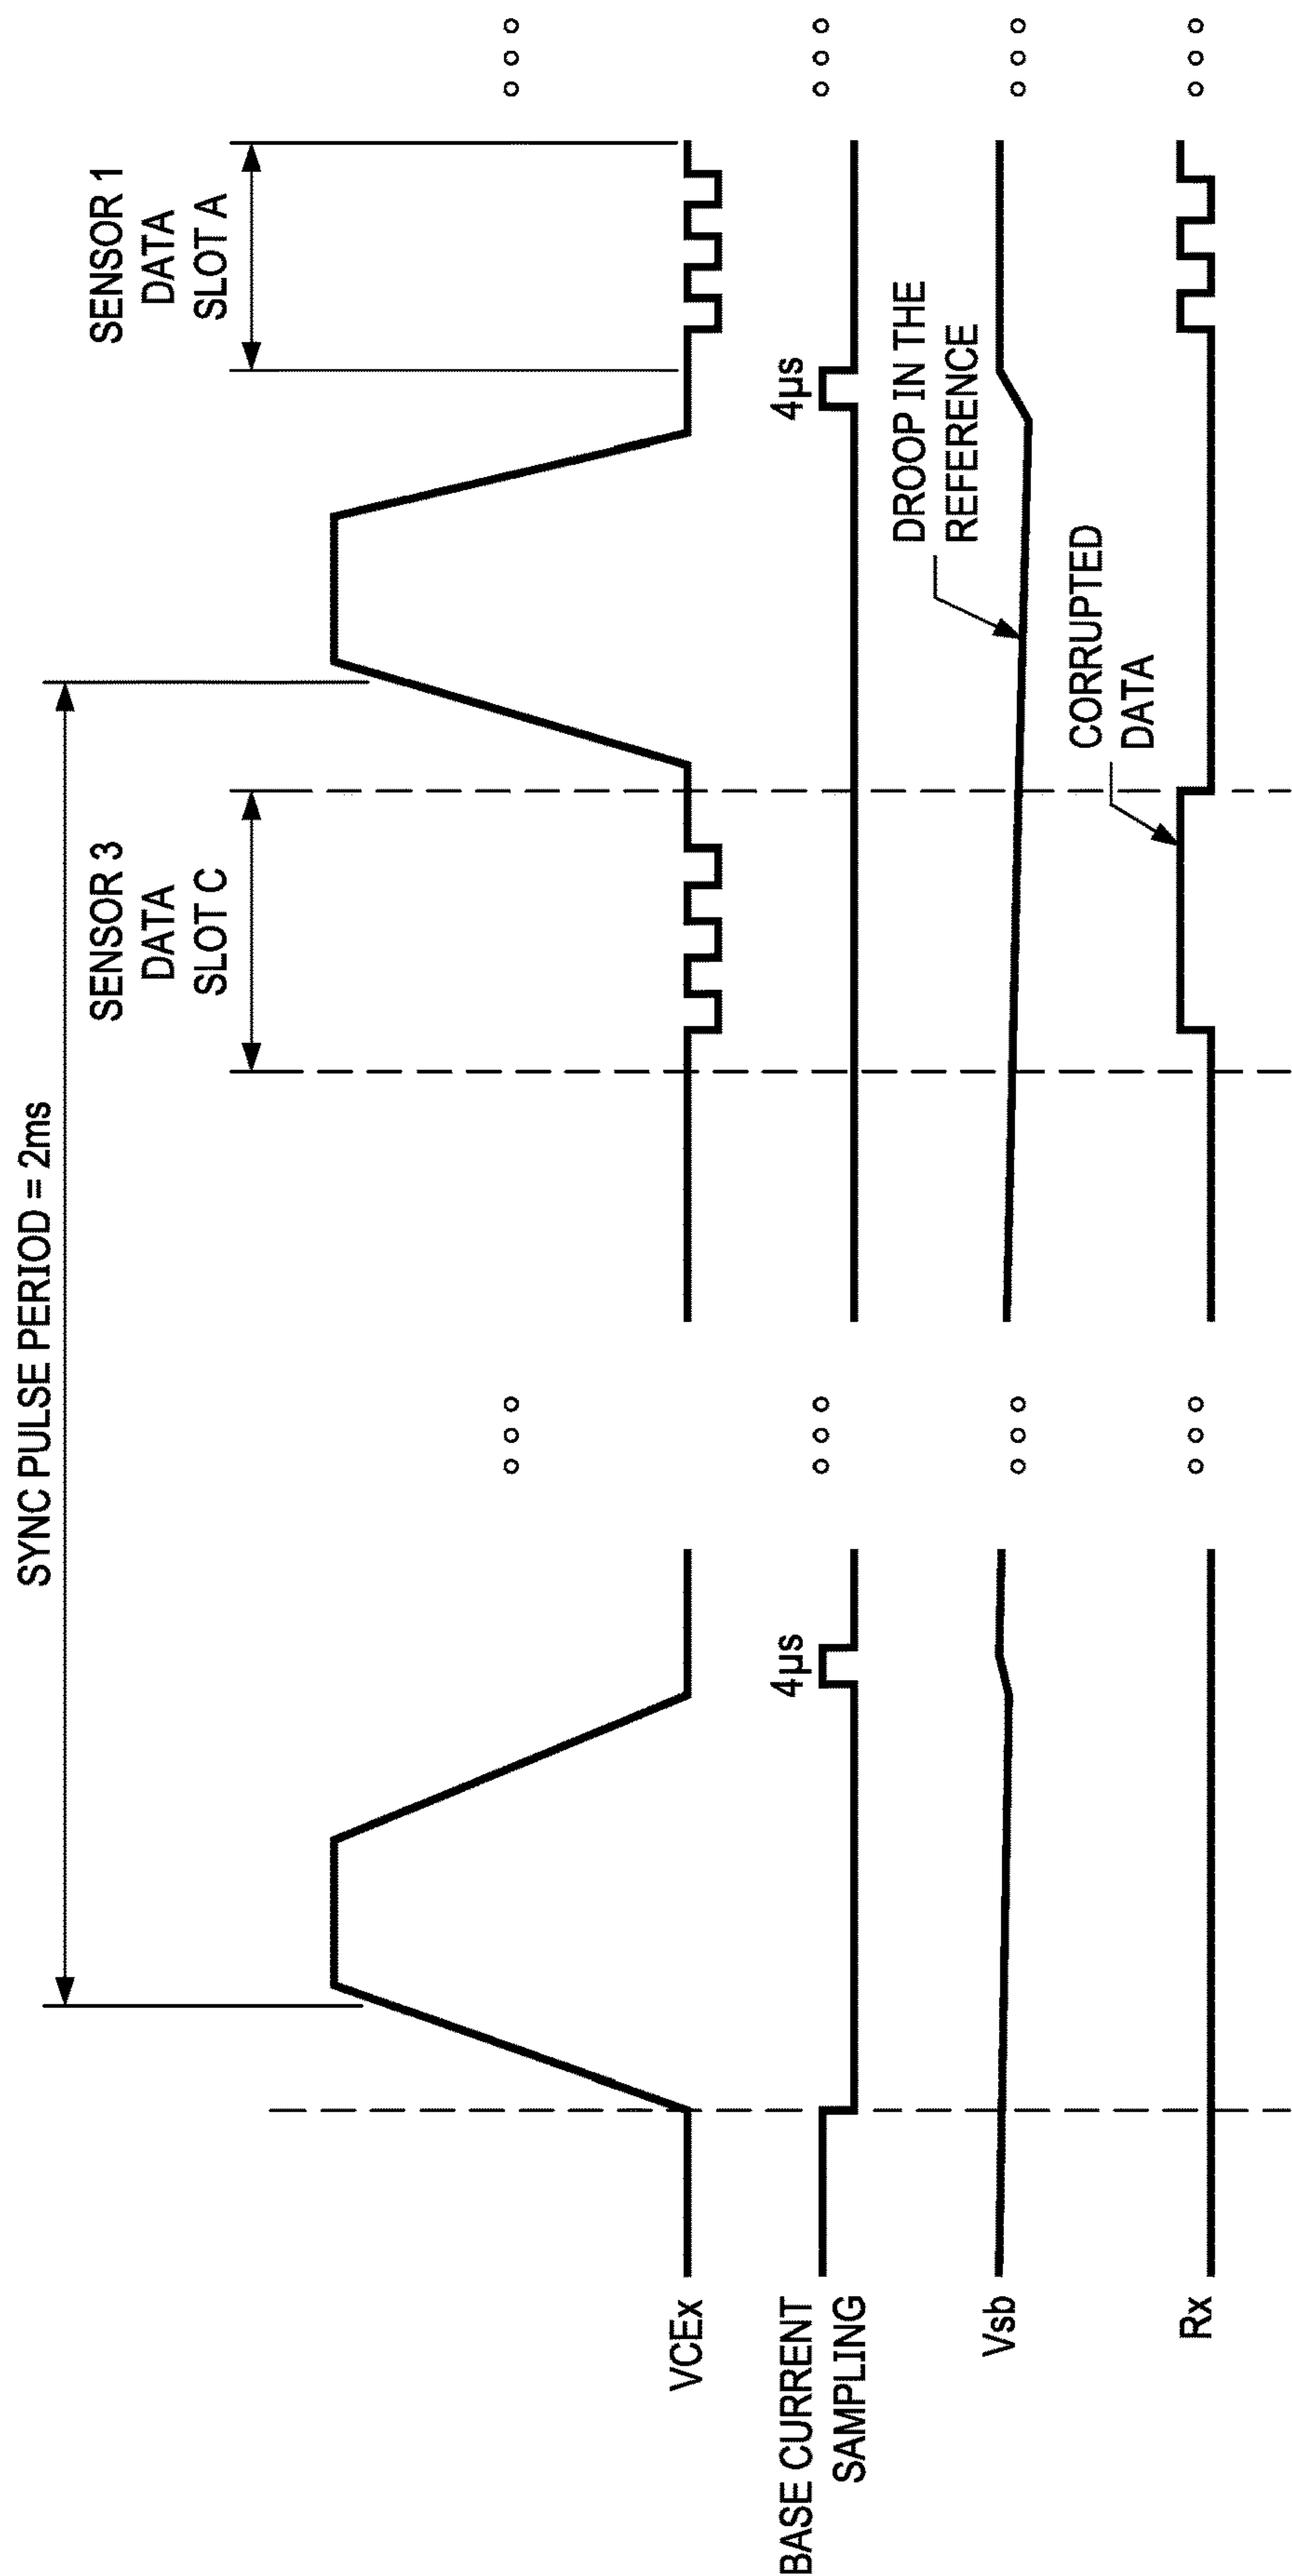 SYNC PULSE PERIOD = 2ms
SENSOR 3
DATA
SLOT C
SENSOR 1
DATA
SLOT A
VCEx
BASE CURRENT
SAMPLING
4µs
4µs
Vsb
DROOP IN THE
REFERENCE
Rx
CORRUPTED
DATA